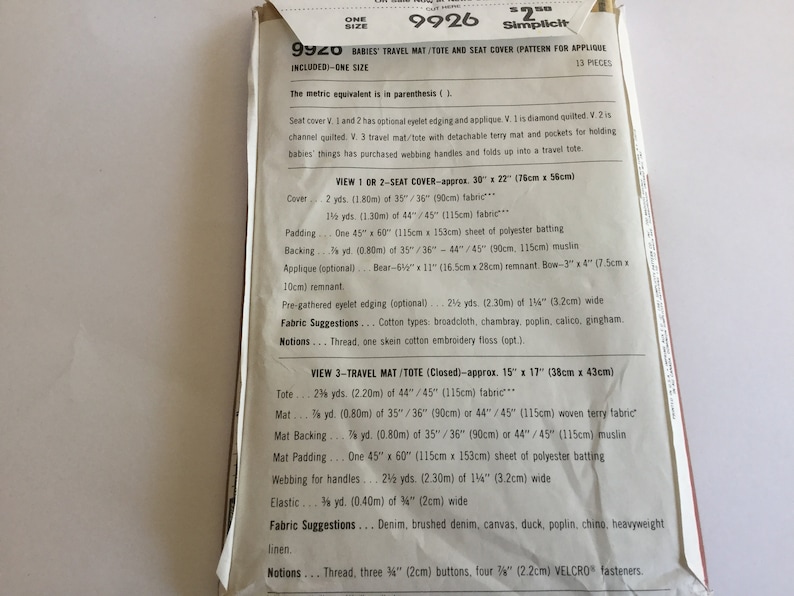 CUT HERE
ONE SIZE 9926 $2.50 Simplicit
9926 BABIES' TRAVEL MAT/TOTE AND SEAT COVER (PATTERN FOR APPLIQUE
INCLUDED)–ONE SIZE 13 PIECES
The metric equivalent is in parenthesis ( ).
Seat cover V. 1 and 2 has optional eyelet edging and applique. V. 1 is diamond quilted. V. 2 is
channel quilted. V. 3 travel mat/tote with detachable terry mat and pockets for holding
babies' things has purchased webbing handles and folds up into a travel tote.
VIEW 1 OR 2–SEAT COVER–approx. 30" x 22" (76cm x 56cm)
Cover . . . 2 yds. (1.80m) of 35"/36" (90cm) fabric***
1½ yds. (1.30m) of 44"/45" (115cm) fabric***
Padding . . . One 45" x 60" (115cm x 153cm) sheet of polyester batting
Backing . . . ⅞ yd. (0.80m) of 35"/36" – 44"/45" (90cm, 115cm) muslin
Applique (optional) . . . Bear–6½" x 11" (16.5cm x 28cm) remnant. Bow–3" x 4" (7.5cm x
10cm) remnant.
Pre-gathered eyelet edging (optional) . . . 2½ yds. (2.30m) of 1¼" (3.2cm) wide
Fabric Suggestions . . . Cotton types: broadcloth, chambray, poplin, calico, gingham.
Notions . . . Thread, one skein cotton embroidery floss (opt.).
VIEW 3–TRAVEL MAT/TOTE (Closed)–approx. 15" x 17" (38cm x 43cm)
Tote . . . 2⅜ yds. (2.20m) of 44"/45" (115cm) fabric***
Mat . . . ⅞ yd. (0.80m) of 35"/36" (90cm) or 44"/45" (115cm) woven terry fabric*
Mat Backing . . . ⅞ yd. (0.80m) of 35"/36" (90cm) or 44"/45" (115cm) muslin
Mat Padding . . . One 45" x 60" (115cm x 153cm) sheet of polyester batting
Webbing for handles . . . 2½ yds. (2.30m) of 1¼" (3.2cm) wide
Elastic . . . ⅜ yd. (0.40m) of ¾" (2cm) wide
Fabric Suggestions . . . Denim, brushed denim, canvas, duck, poplin, chino, heavyweight
linen.
Notions . . . Thread, three ¾" (2cm) buttons, four ⅞" (2.2cm) VELCRO® fasteners.